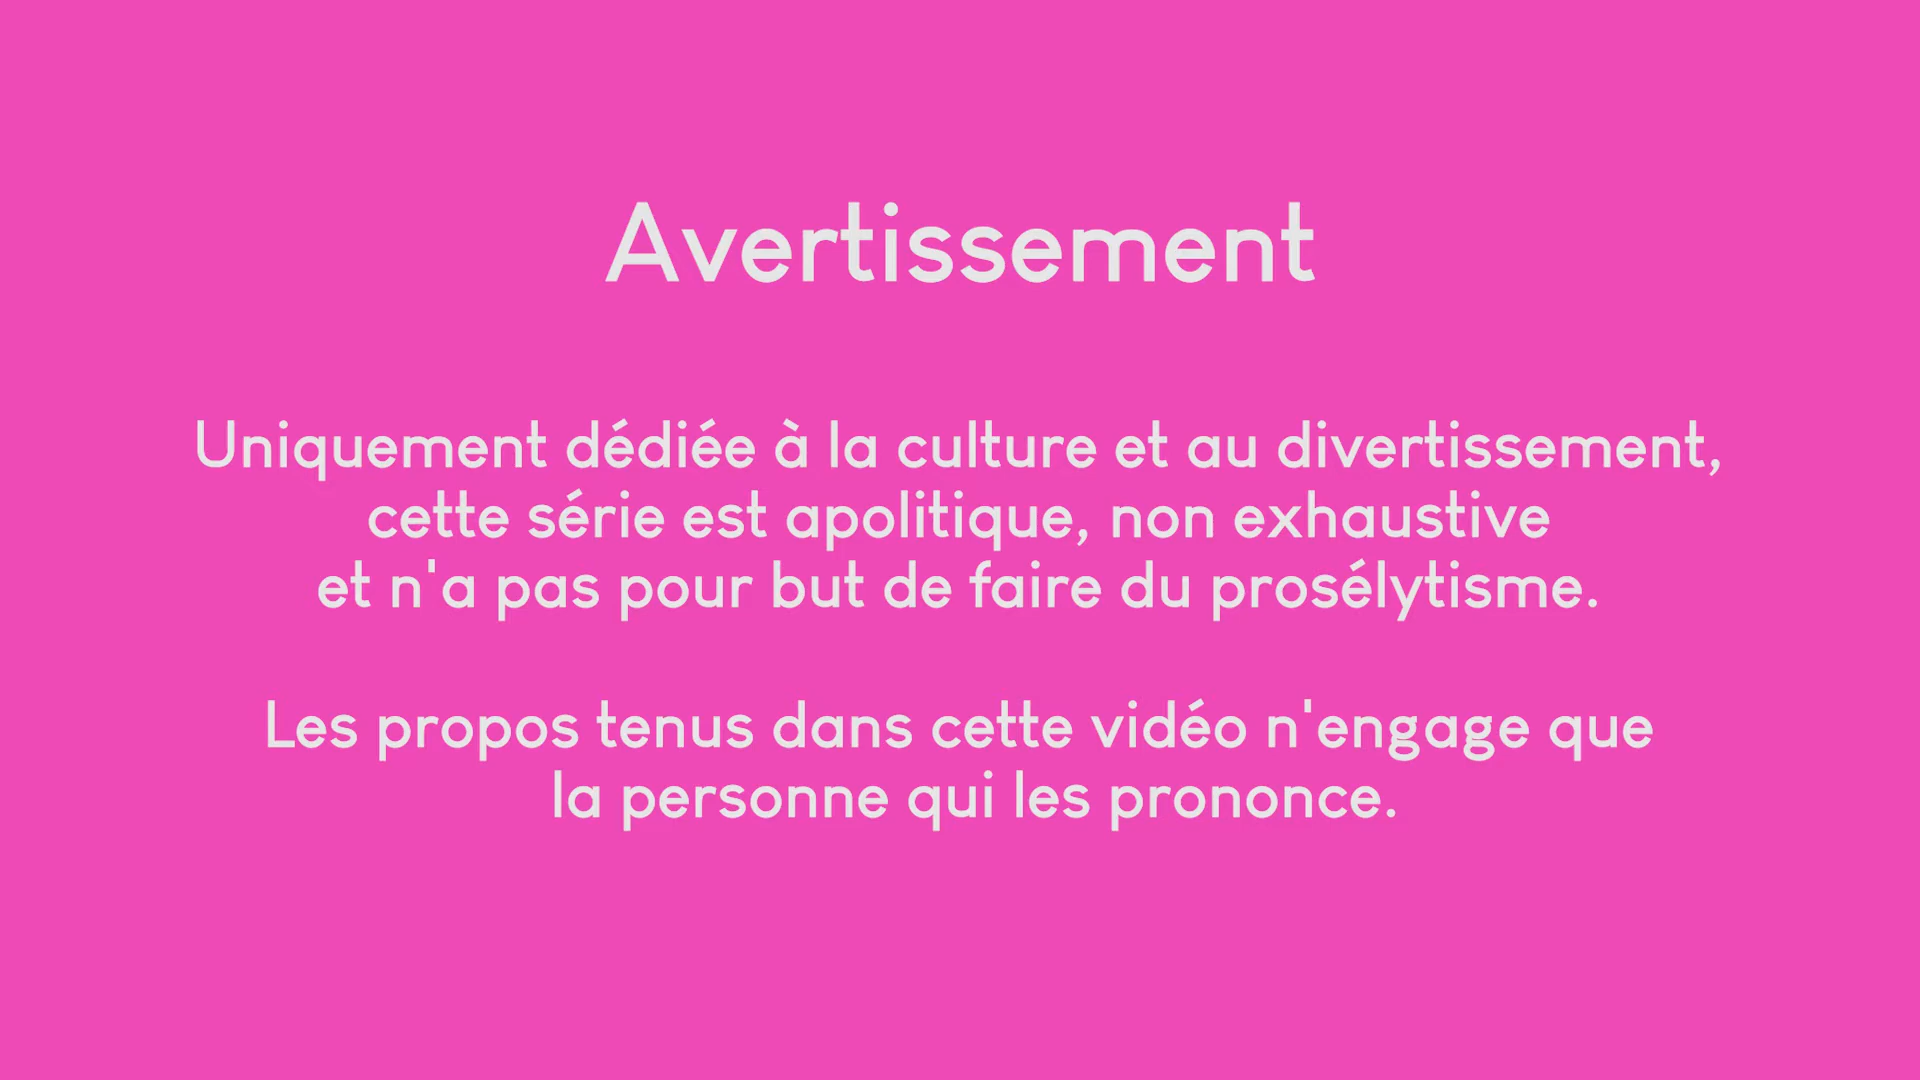 Avertissement
Uniquement dédiée à la culture et au divertissement,
cette série est apolitique, non exhaustive
et n'a pas pour but de faire du prosélytisme.
Les propos tenus dans cette vidéo n'engage que
la personne qui les prononce.